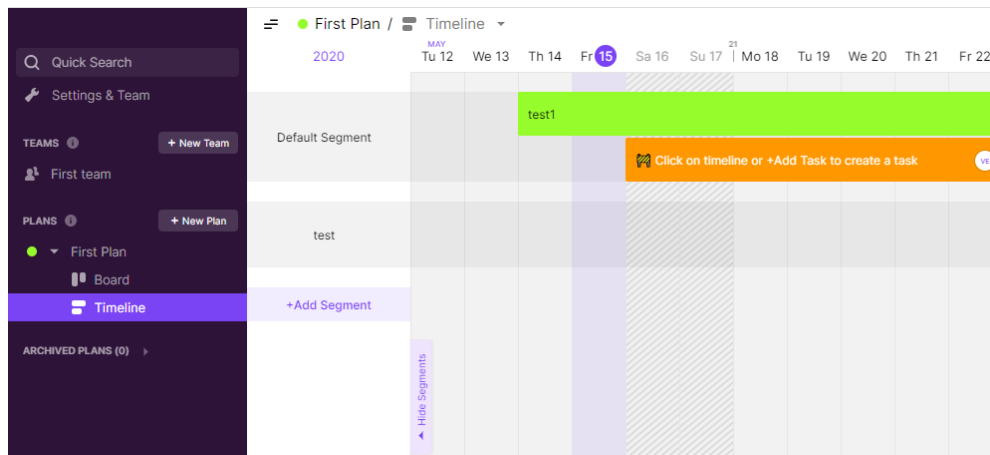 First Plan / Timeline
Quick Search
Settings & Team
TEAMS
+ New Team
First team
PLANS
+ New Plan
First Plan
Board
Timeline
ARCHIVED PLANS (0)
2020
MAY
21
Tu 12 We 13 Th 14 Fr 15 Sa 16 Su 17 Mo 18 Tu 19 We 20 Th 21 Fr 22
Default Segment
test1
Click on timeline or +Add Task to create a task
VE
test
+Add Segment
Hide Segments